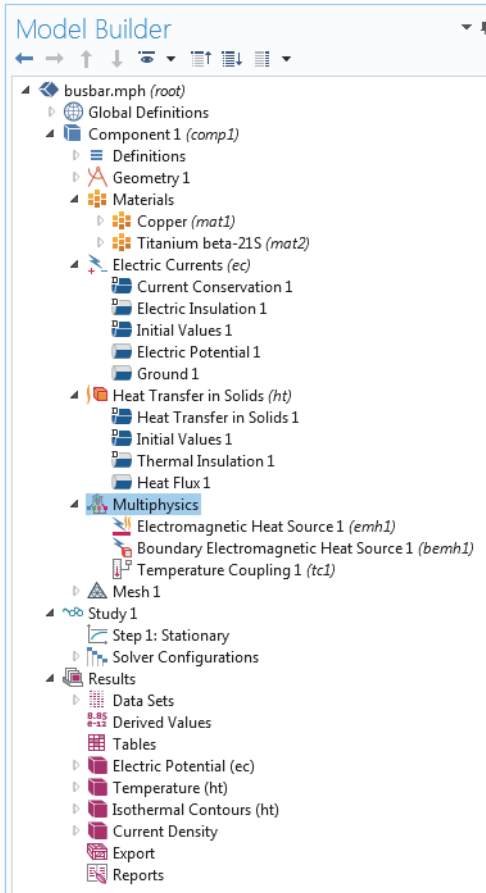 Model Builder
busbar.mph (root)
Global Definitions
Component 1 (comp1)
Definitions
Geometry 1
Materials
Copper (mat1)
Titanium beta-21S (mat2)
Electric Currents (ec)
Current Conservation 1
Electric Insulation 1
Initial Values 1
Electric Potential 1
Ground 1
Heat Transfer in Solids (ht)
Heat Transfer in Solids 1
Initial Values 1
Thermal Insulation 1
Heat Flux 1
Multiphysics
Electromagnetic Heat Source 1 (emh1)
Boundary Electromagnetic Heat Source 1 (bemh1)
Temperature Coupling 1 (tc1)
Mesh 1
Study 1
Step 1: Stationary
Solver Configurations
Results
Data Sets
8.85
e-12 Derived Values
Tables
Electric Potential (ec)
Temperature (ht)
Isothermal Contours (ht)
Current Density
Export
Reports